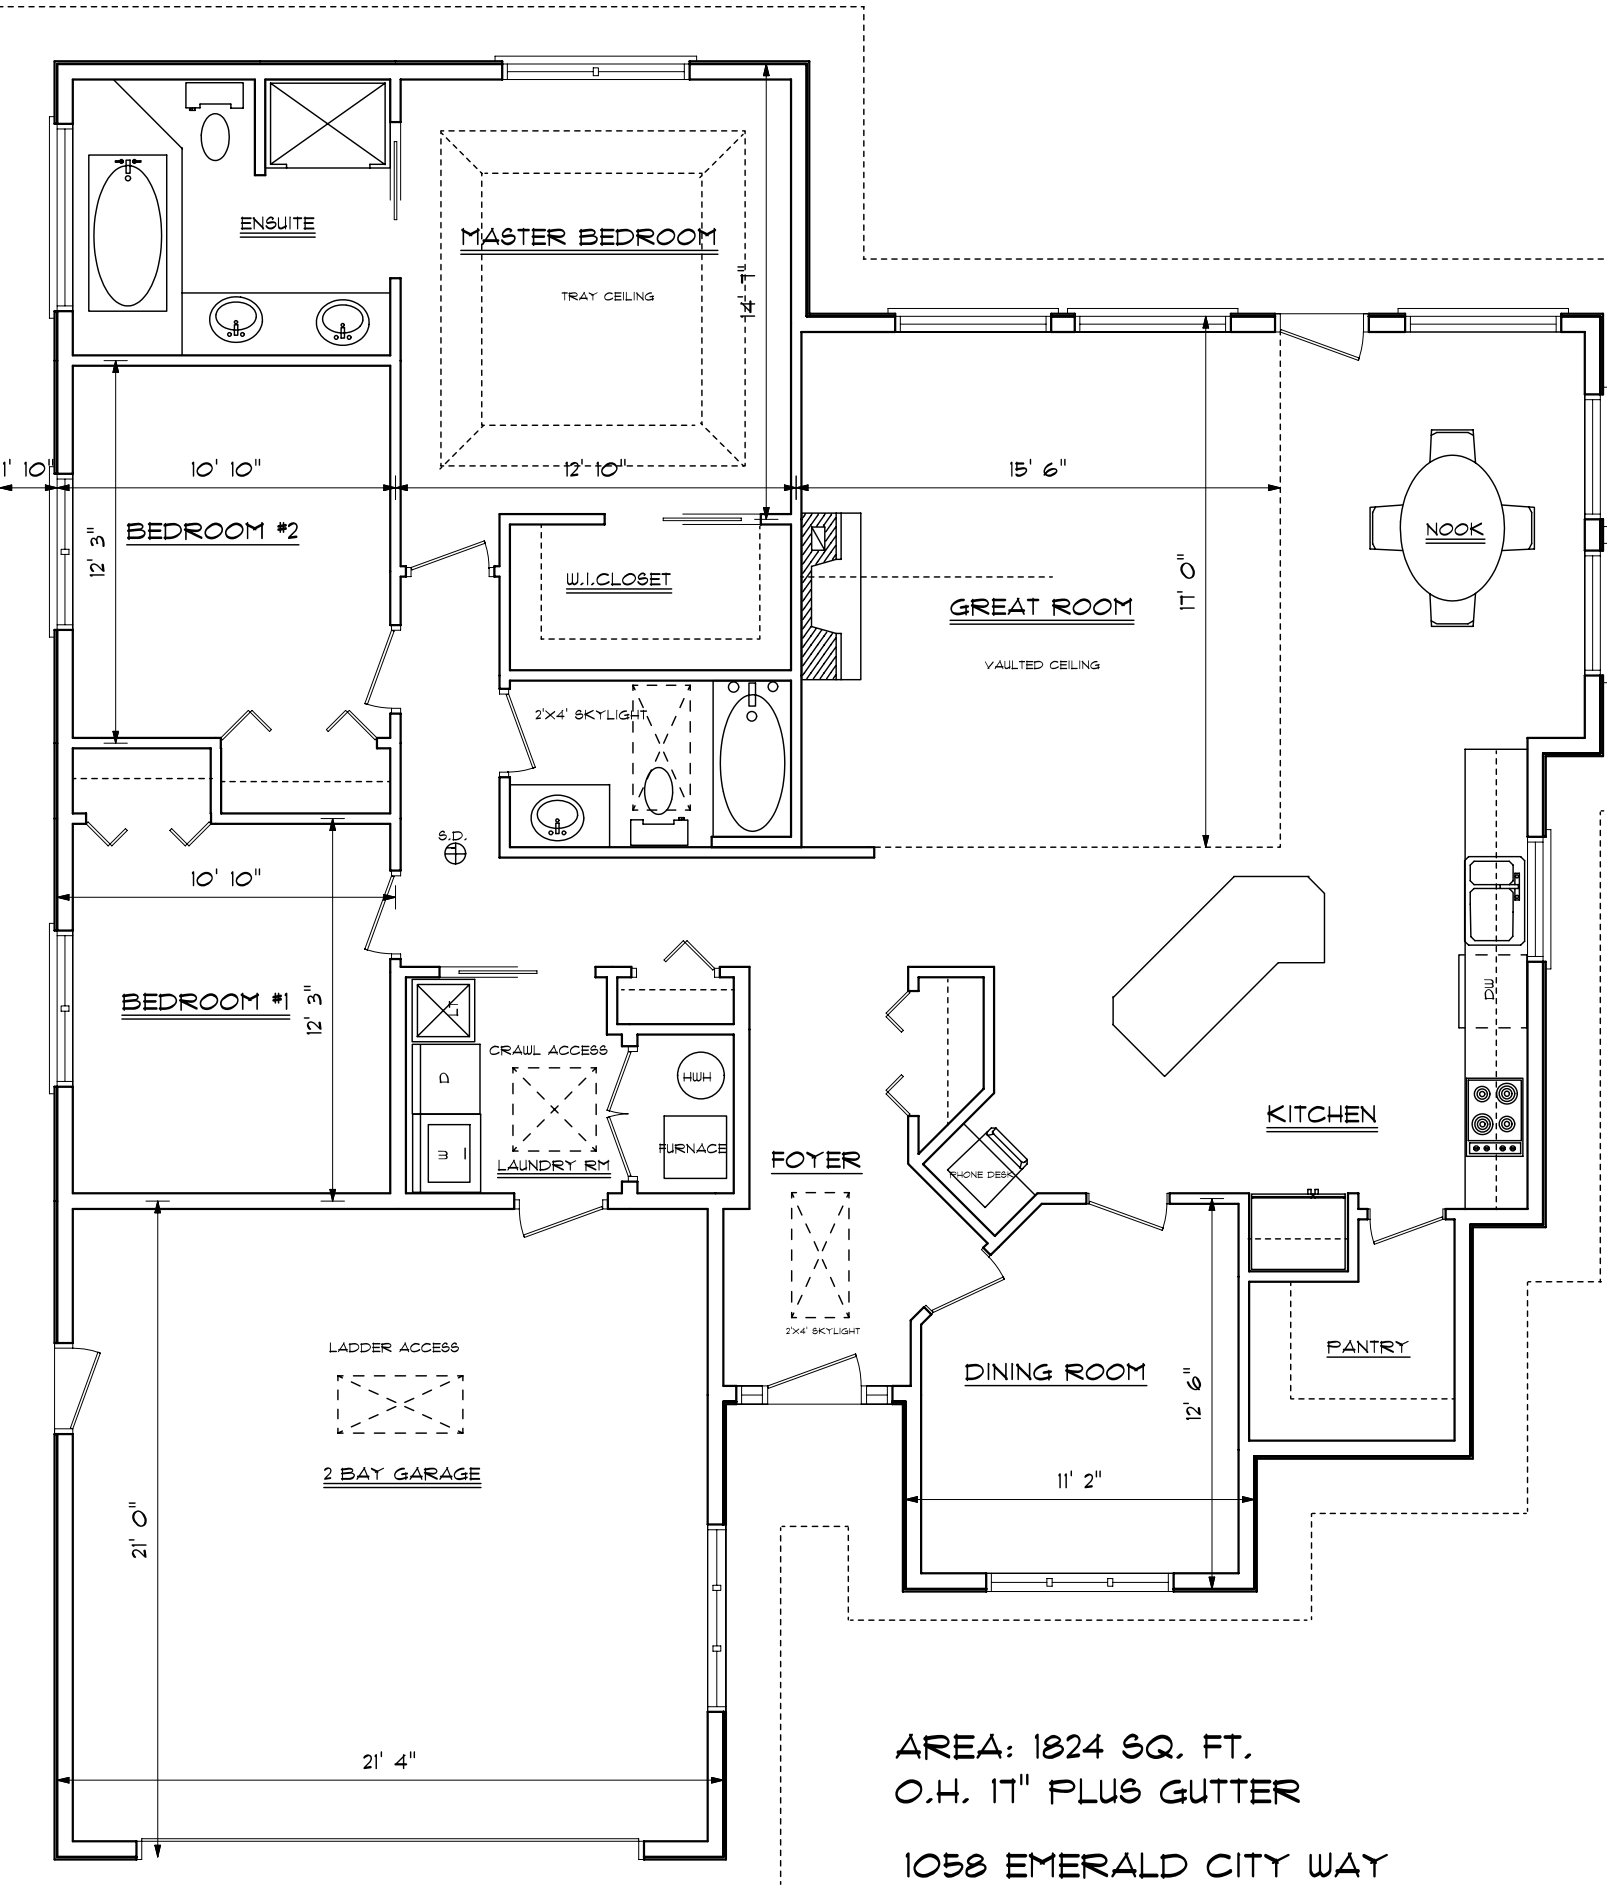 ENSUITE
MASTER BEDROOM
TRAY CEILING
14' 7"
1' 10"
10' 10"
12' 10"
15' 6"
BEDROOM #2
12' 3"
W.I.CLOSET
GREAT ROOM
VAULTED CEILING
17' 0"
NOOK
2'X4' SKYLIGHT
S.D.
10' 10"
BEDROOM #1
12' 3"
LT
CRAWL ACCESS
D
W
LAUNDRY RM
HWH
FURNACE
DW
KITCHEN
FOYER
PHONE DESK
2'X4' SKYLIGHT
LADDER ACCESS
2 BAY GARAGE
DINING ROOM
12' 6"
PANTRY
11' 2"
21' 0"
21' 4"
AREA: 1824 SQ. FT.
O.H. 17" PLUS GUTTER
1058 EMERALD CITY WAY